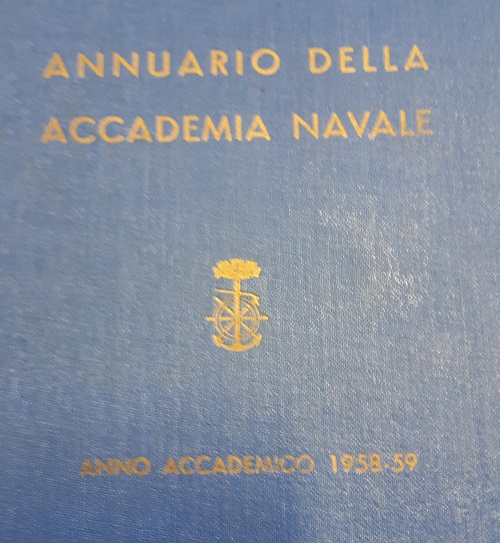 ANNUARIO DELLA
ACCADEMIA NAVALE
ANNO ACCADEMICO 1958-59